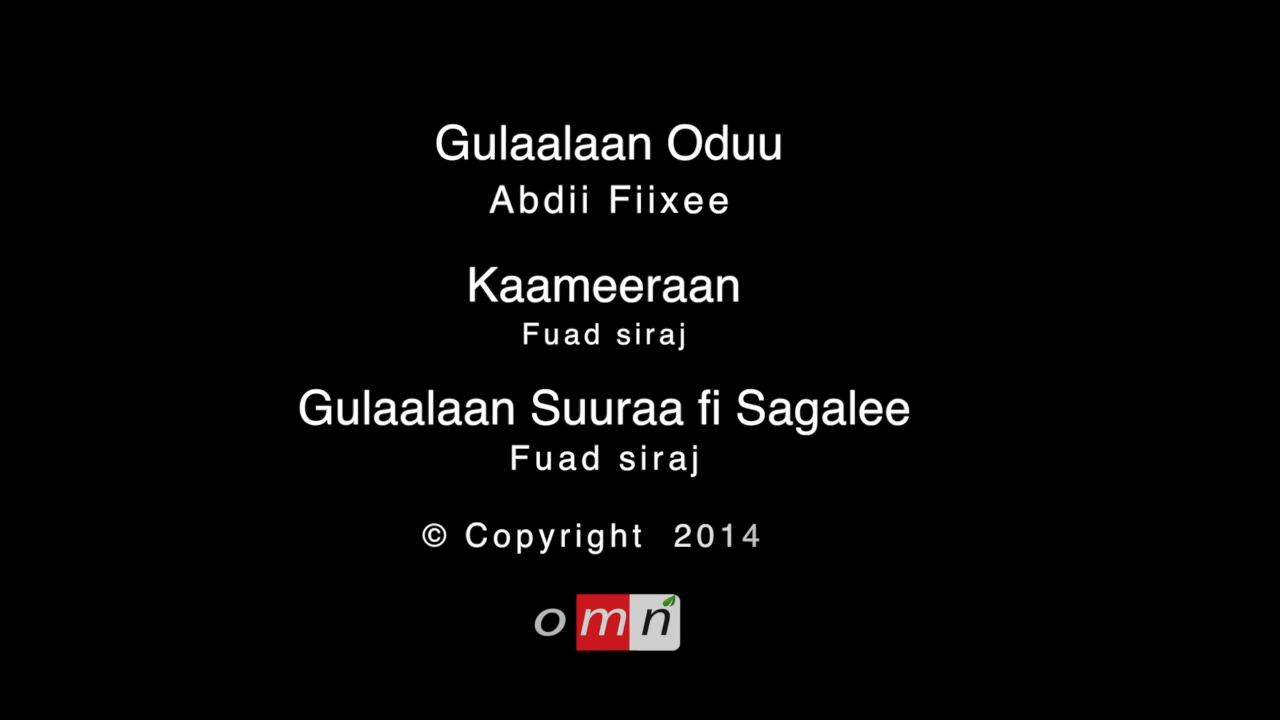 Gulaalaan Oduu
Abdii Fiixee
Kaameeraan
Fuad siraj
Gulaalaan Suuraa fi Sagalee
Fuad siraj
© Copyright 2014
omn